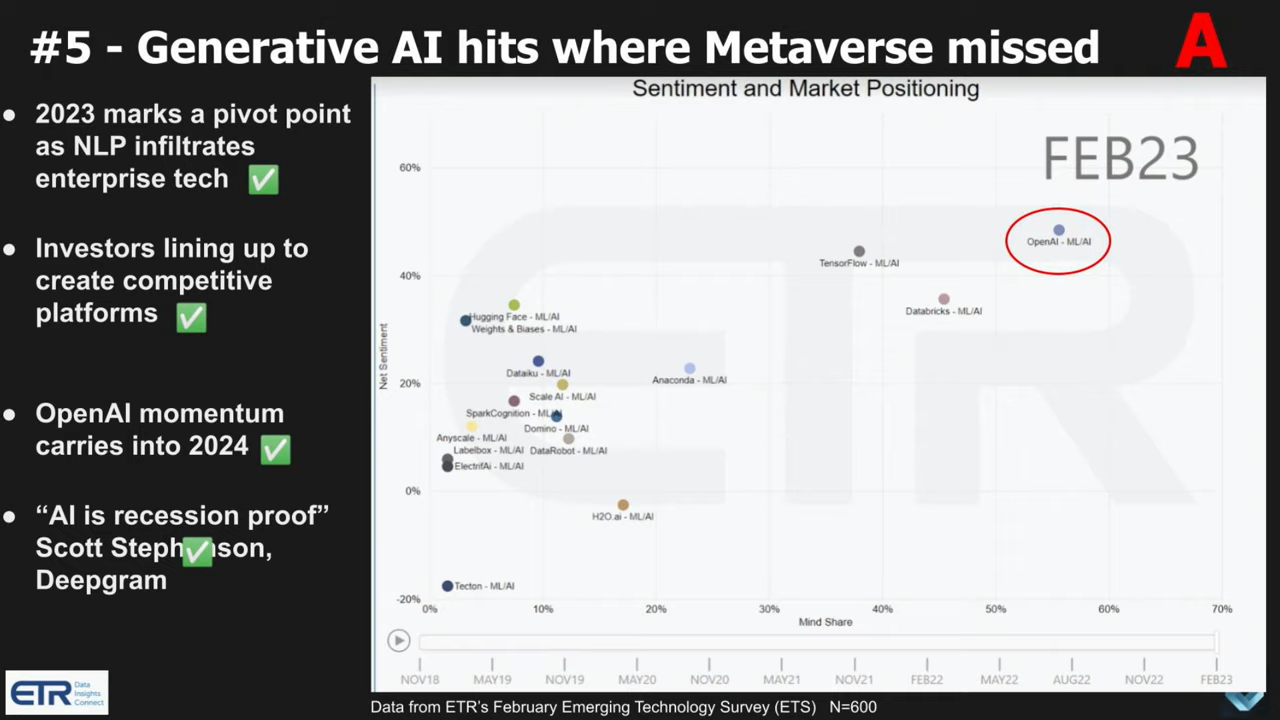 #5 - Generative AI hits where Metaverse missed
A
● 2023 marks a pivot point
as NLP infiltrates
enterprise tech ✅
● Investors lining up to
create competitive
platforms ✅
● OpenAI momentum
carries into 2024 ✅
● “AI is recession proof”
Scott Stephenson,
Deepgram
Sentiment and Market Positioning
FEB23
60%
40%
20%
0%
-20%
Net Sentiment
OpenAI - ML/AI
TensorFlow - ML/AI
Databricks - ML/AI
Hugging Face - ML/AI
Weights & Biases - ML/AI
Dataiku - ML/AI
Anaconda - ML/AI
Scale AI - ML/AI
SparkCognition - ML/AI
Domino - ML/AI
Anyscale - ML/AI
Labelbox - ML/AI
DataRobot - ML/AI
ElectrifAi - ML/AI
H2O.ai - ML/AI
Tecton - ML/AI
0%
10%
20%
30%
40%
50%
60%
70%
Mind Share
NOV18
MAY19
NOV19
MAY20
NOV20
MAY21
NOV21
FEB22
MAY22
AUG22
NOV22
FEB23
ETR
ETR
Data
Insights
Connect
Data from ETR's February Emerging Technology Survey (ETS) N=600